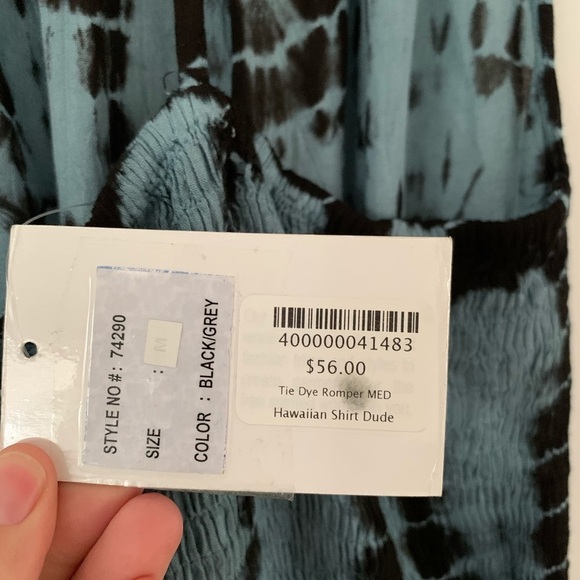 STYLE NO #: 74290
SIZE : M
COLOR : BLACK/GREY
400000041483
$56.00
Tie Dye Romper MED
Hawaiian Shirt Dude